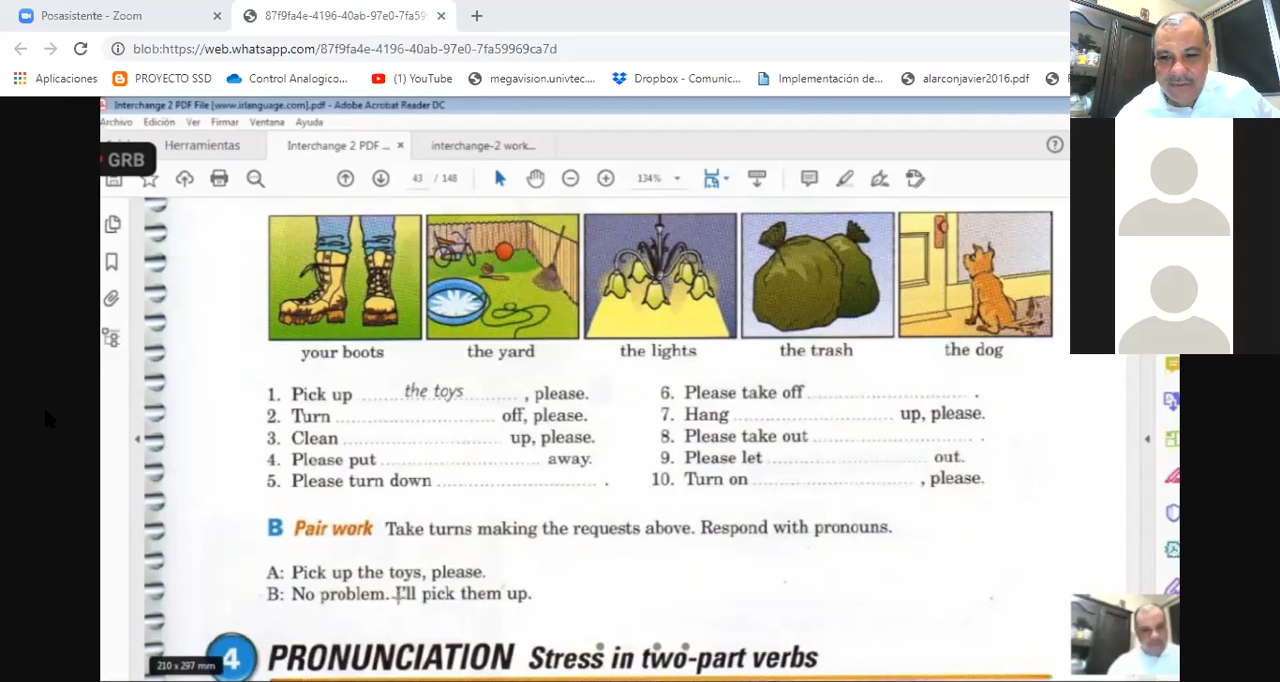 Posasistente - Zoom
87f9fa4e-4196-40ab-97e0-7fa59
blob:https://web.whatsapp.com/87f9fa4e-4196-40ab-97e0-7fa59969ca7d
Aplicaciones
PROYECTO SSD
Control Analogico...
(1) YouTube
megavision.univtec....
Dropbox - Comunic...
Implementación de...
alarconjavier2016.pdf
Interchange 2 PDF File [www.irlanguage.com].pdf - Adobe Acrobat Reader DC
Archivo Edición Ver Firmar Ventana Ayuda
Herramientas
Interchange 2 PDF ...
interchange-2 work...
GRB
43 / 148
134%
your boots
the yard
the lights
the trash
the dog
1. Pick up the toys , please.
2. Turn off, please.
3. Clean up, please.
4. Please put away.
5. Please turn down .
6. Please take off .
7. Hang up, please.
8. Please take out .
9. Please let out.
10. Turn on , please.
B Pair work Take turns making the requests above. Respond with pronouns.
A: Pick up the toys, please.
B: No problem. I'll pick them up.
210 x 297 mm
4 PRONUNCIATION Stress in two-part verbs